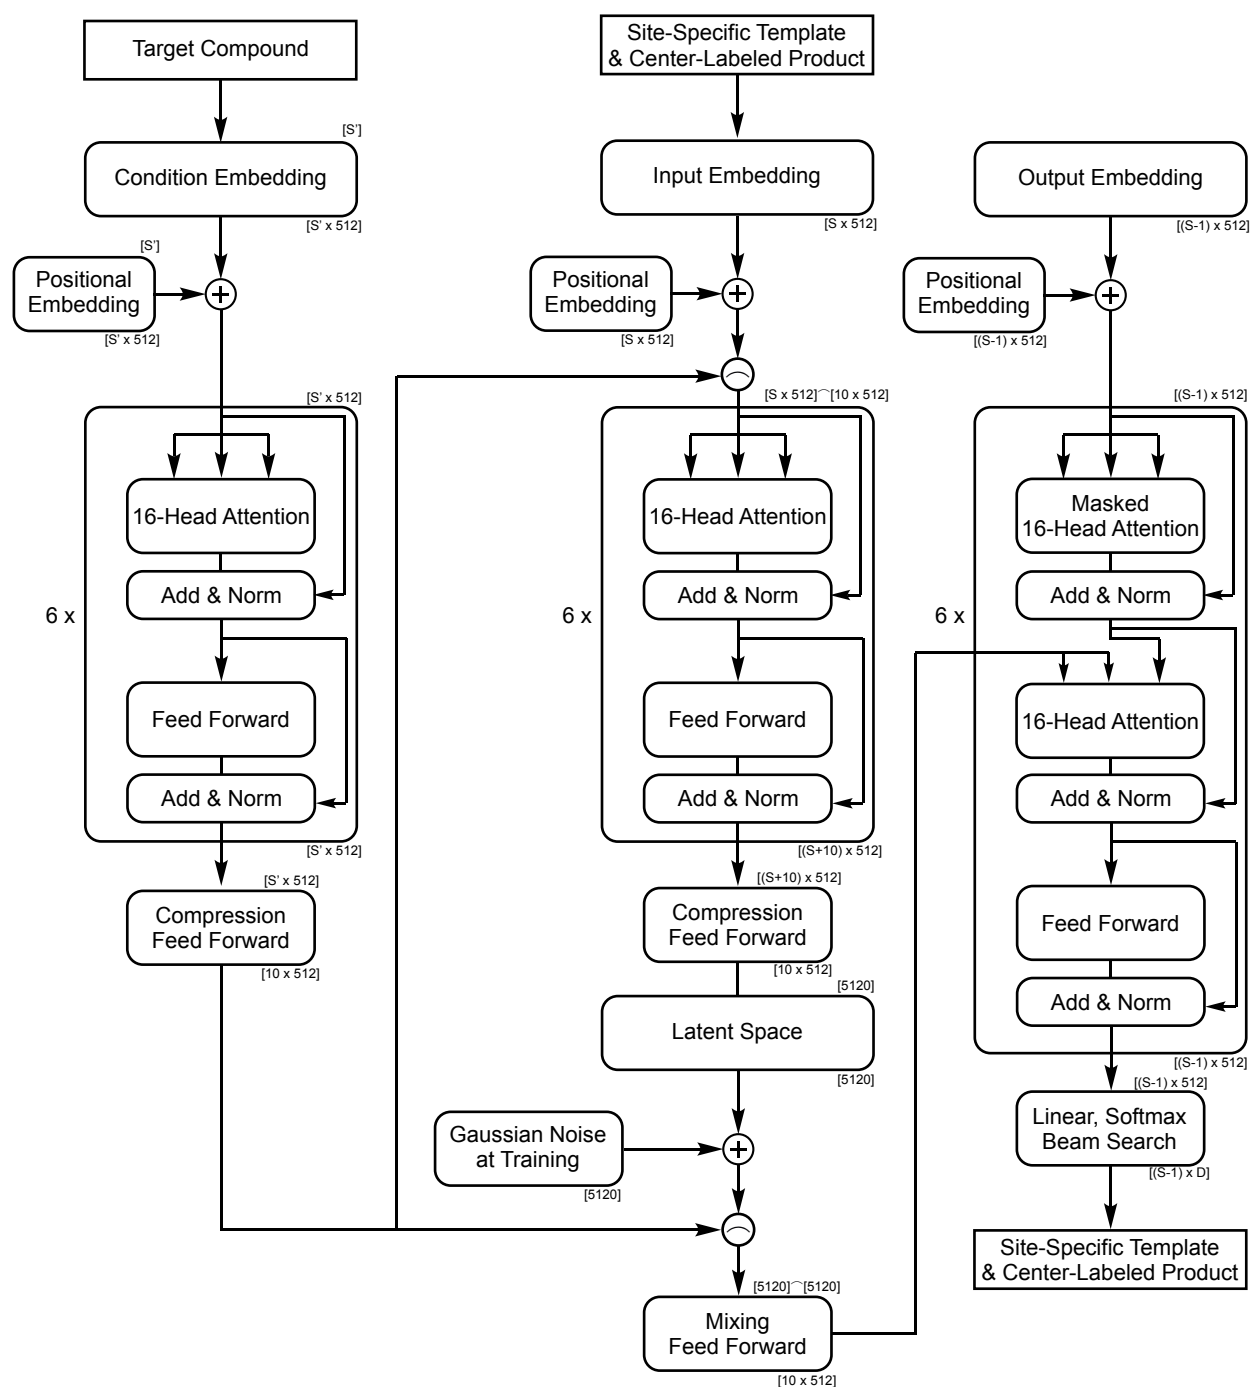 Target Compound
[S']
Condition Embedding
[S' x 512]
[S']
Positional
Embedding
[S' x 512]
+
[S' x 512]
16-Head Attention
Add & Norm
6 x
Feed Forward
Add & Norm
[S' x 512]
[S' x 512]
Compression
Feed Forward
[10 x 512]
Site-Specific Template
& Center-Labeled Product
Input Embedding
[S x 512]
Positional
Embedding
[S x 512]
+
⌒
[S x 512]⌒[10 x 512]
16-Head Attention
Add & Norm
6 x
Feed Forward
Add & Norm
[(S+10) x 512]
[(S+10) x 512]
Compression
Feed Forward
[10 x 512]
[5120]
Latent Space
[5120]
Gaussian Noise
at Training
[5120]
+
⌒
[5120]⌒[5120]
Mixing
Feed Forward
[10 x 512]
Output Embedding
[(S-1) x 512]
Positional
Embedding
[(S-1) x 512]
+
[(S-1) x 512]
Masked
16-Head Attention
Add & Norm
6 x
16-Head Attention
Add & Norm
Feed Forward
Add & Norm
[(S-1) x 512]
[(S-1) x 512]
Linear, Softmax
Beam Search
[(S-1) x D]
Site-Specific Template
& Center-Labeled Product